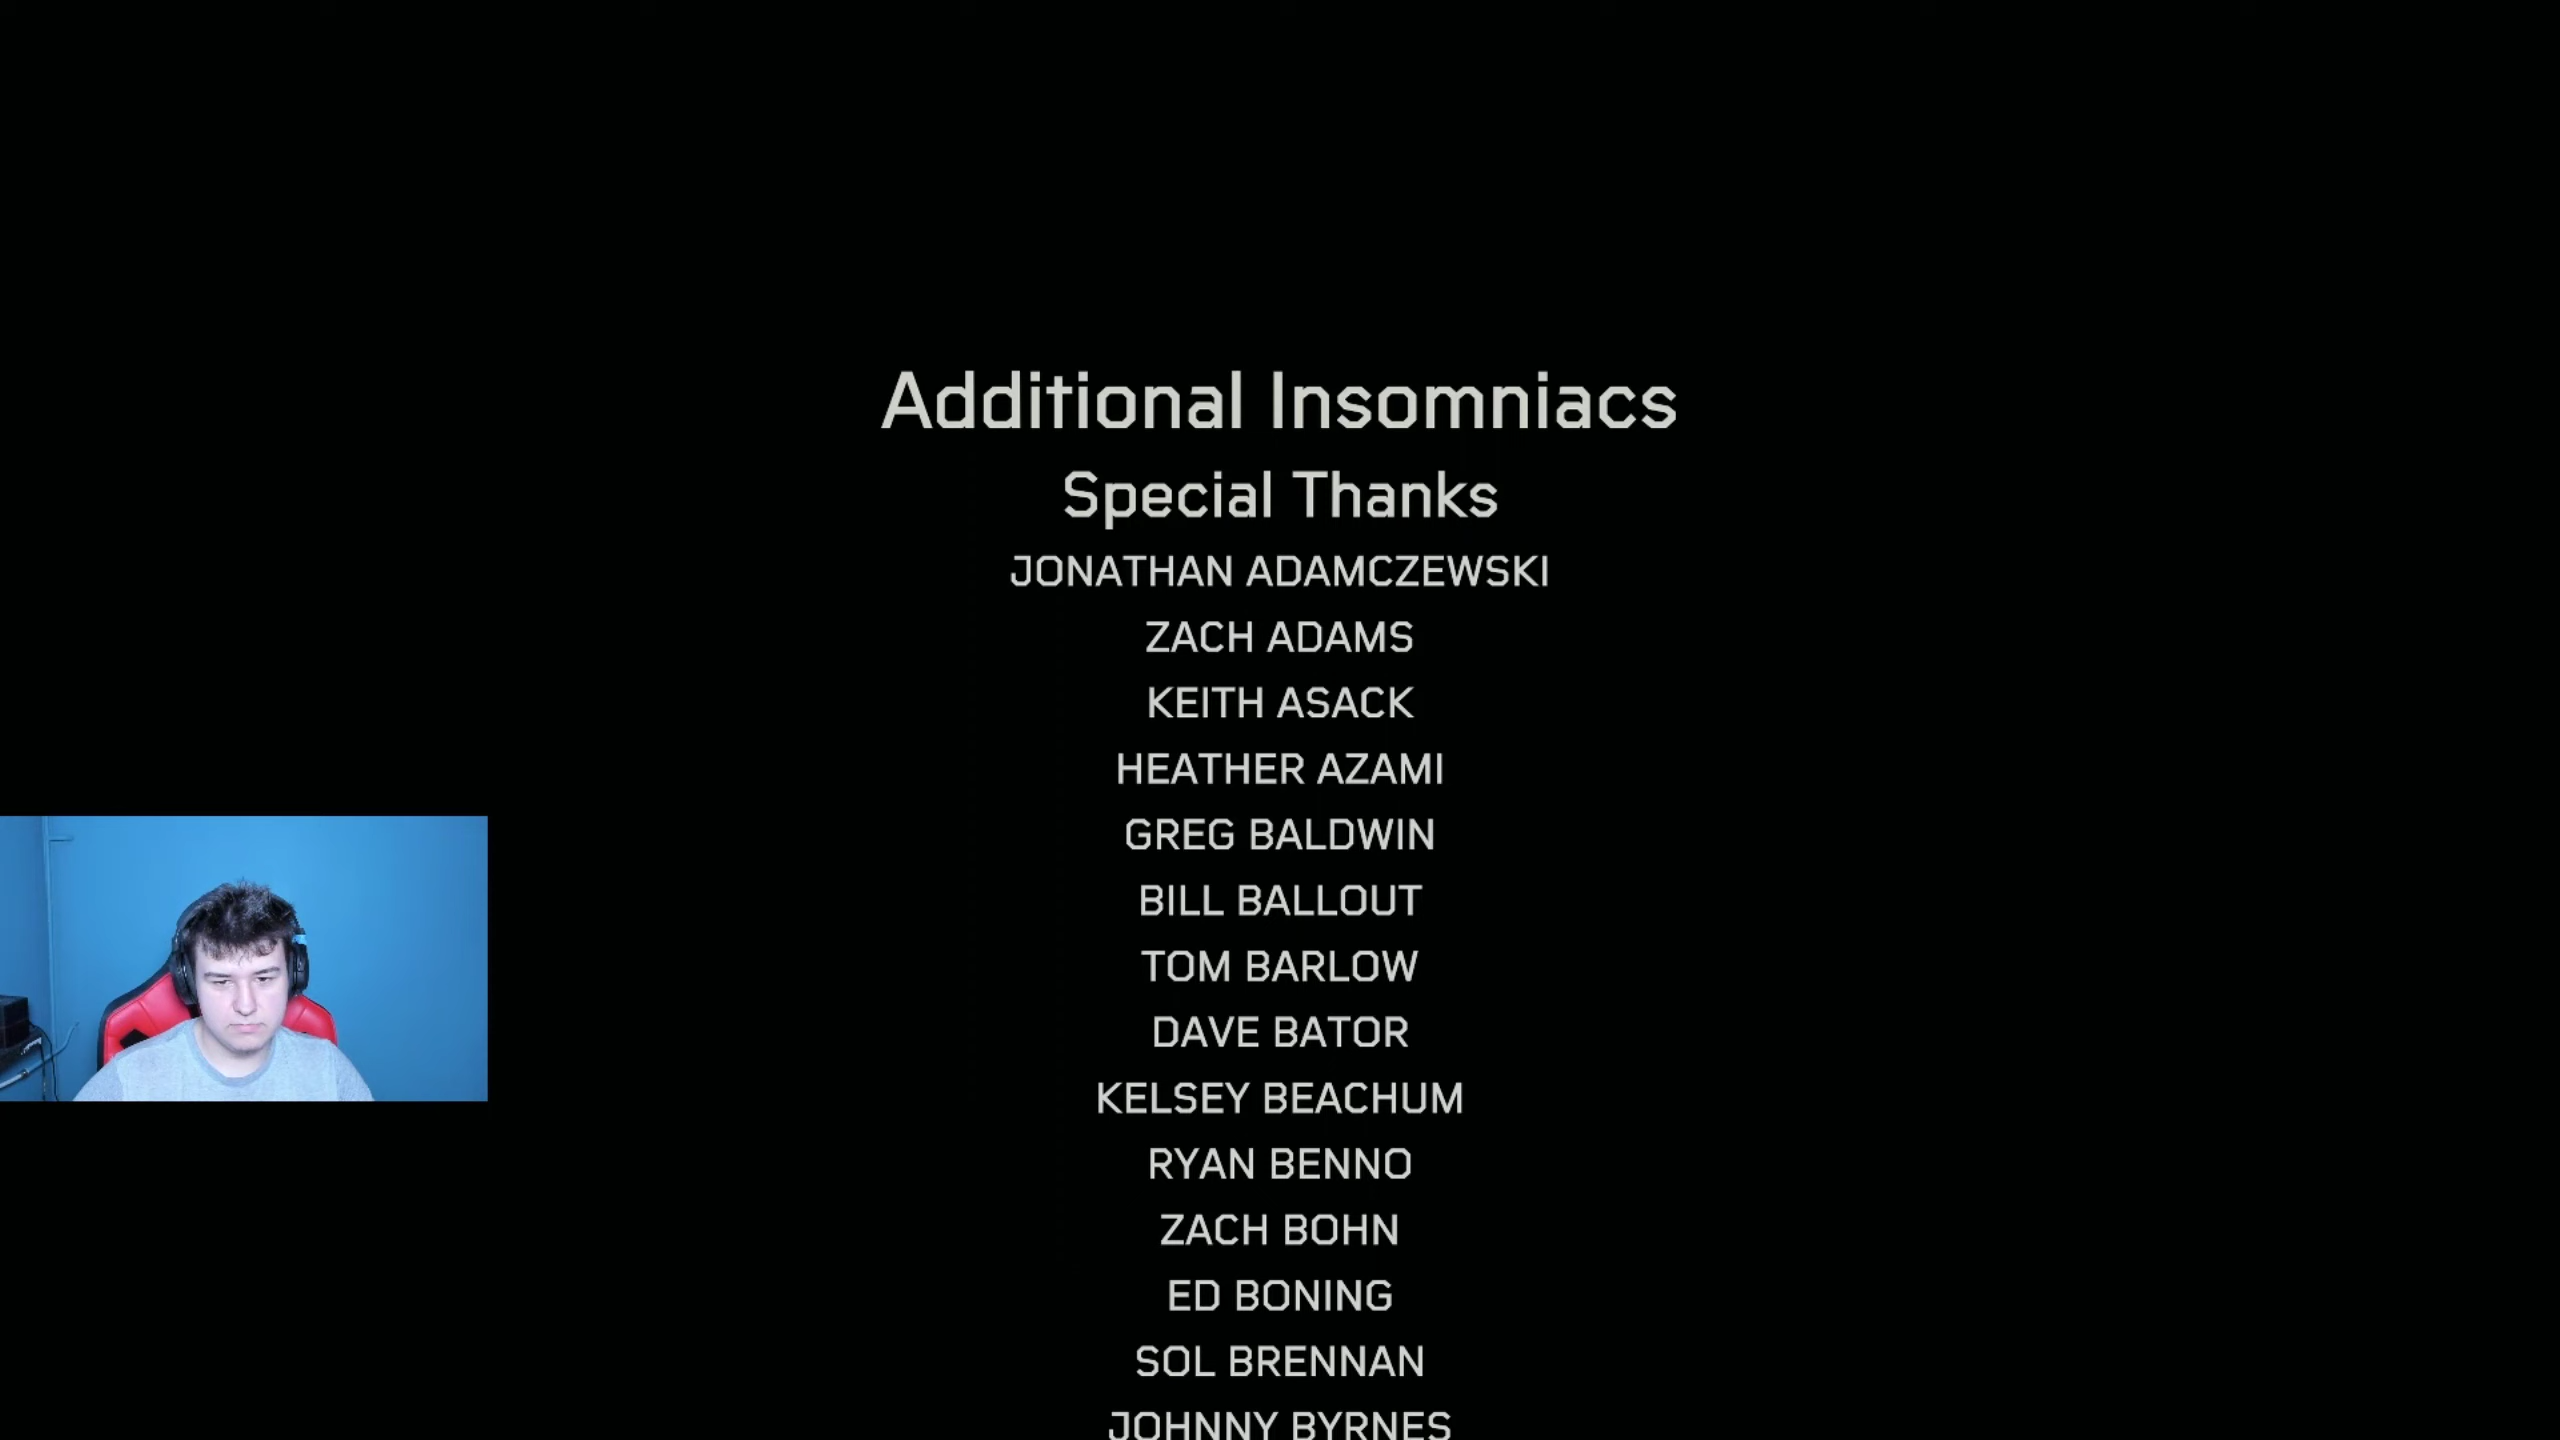 Additional Insomniacs
Special Thanks
JONATHAN ADAMCZEWSKI
ZACH ADAMS
KEITH ASACK
HEATHER AZAMI
GREG BALDWIN
BILL BALLOUT
TOM BARLOW
DAVE BATOR
KELSEY BEACHUM
RYAN BENNO
ZACH BOHN
ED BONING
SOL BRENNAN
JOHNNY BYRNES